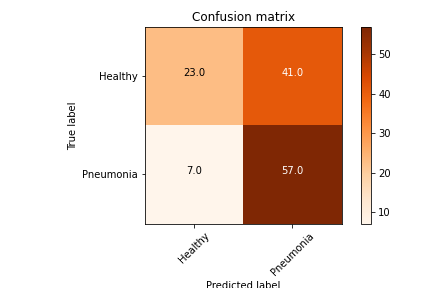 Confusion matrix
Healthy
Pneumonia
True label
23.0
41.0
7.0
57.0
Healthy
Pneumonia
Predicted label
50
40
30
20
10